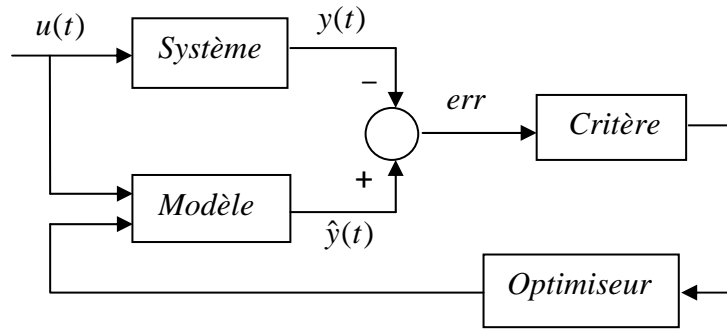 u(t)
Système
y(t)
−
err
Critère
+
Modèle
ŷ(t)
Optimiseur